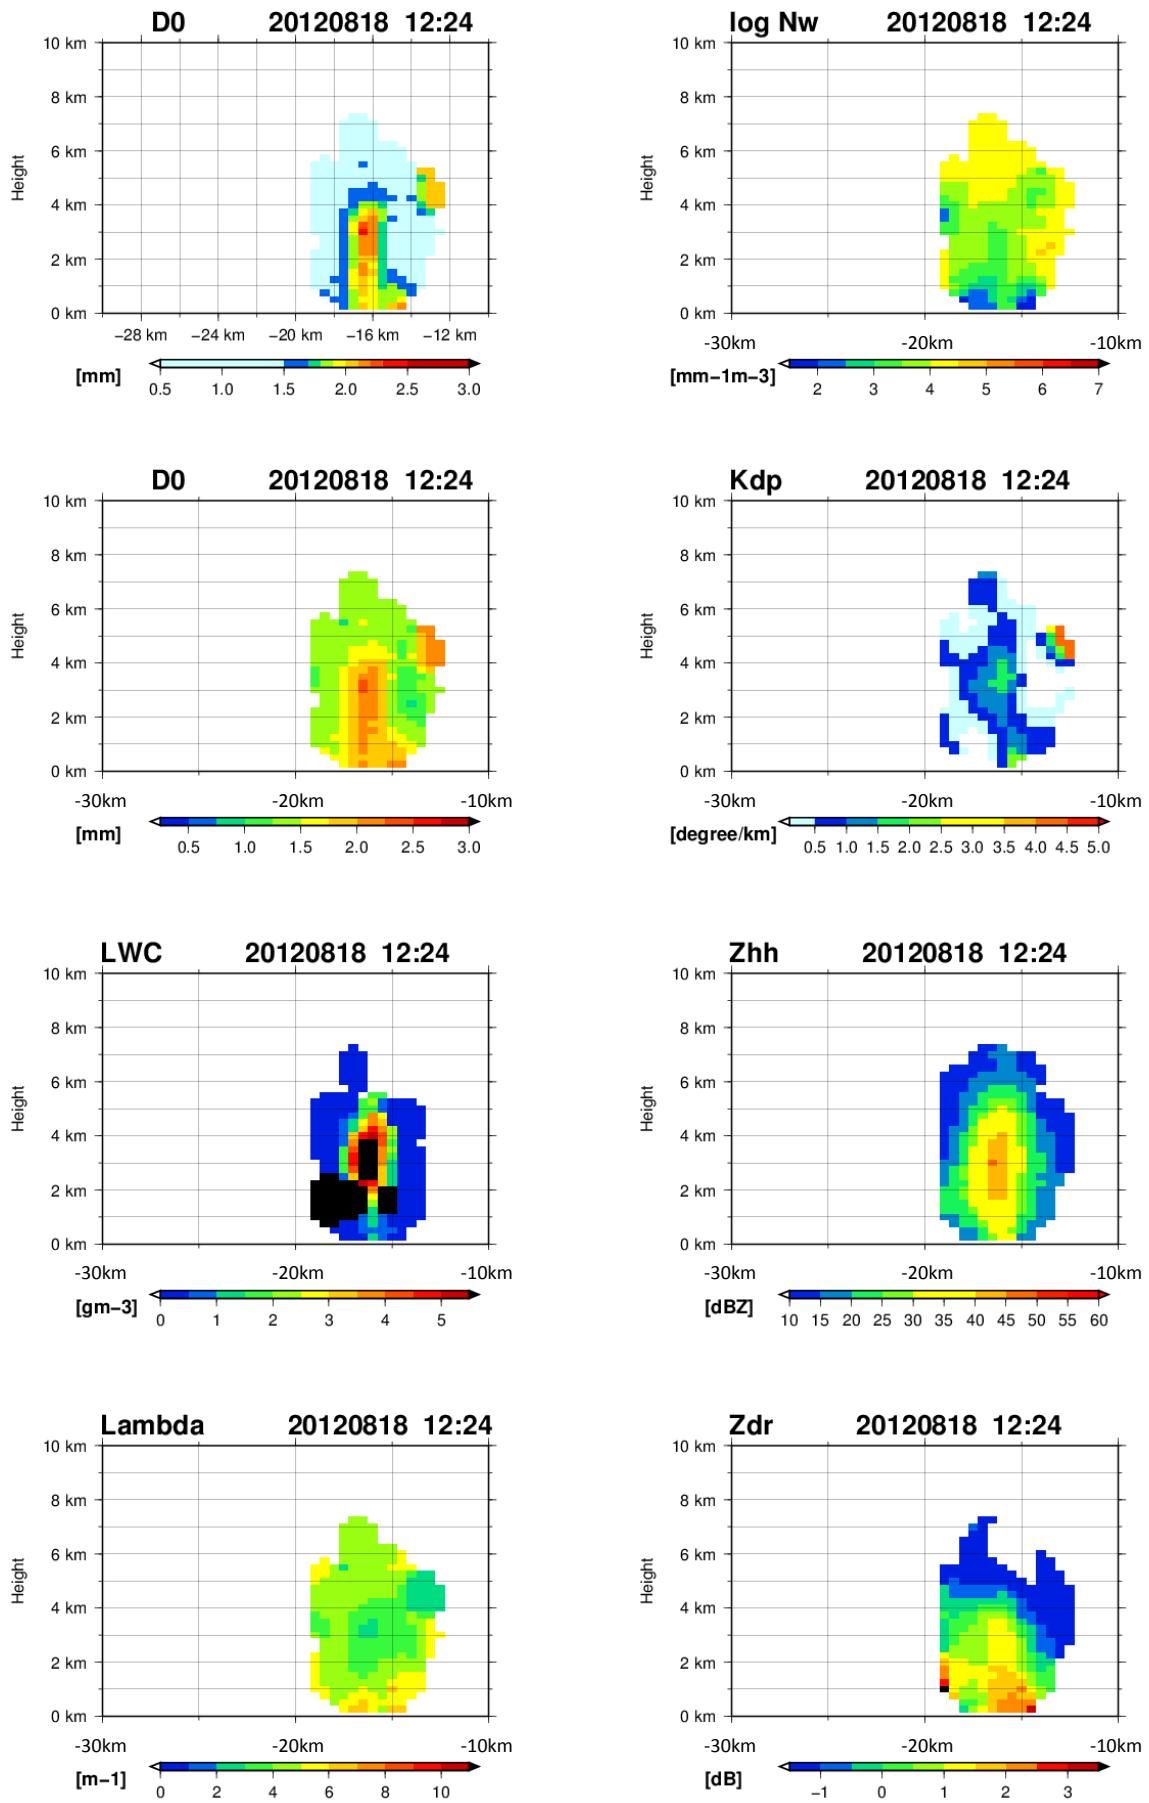 D0 20120818 12:24
10 km
8 km
6 km
4 km
2 km
0 km
Height
−28 km −24 km −20 km −16 km −12 km
[mm] 0.5 1.0 1.5 2.0 2.5 3.0
log Nw 20120818 12:24
10 km
8 km
6 km
4 km
2 km
0 km
Height
-30km -20km -10km
[mm−1m−3] 2 3 4 5 6 7
D0 20120818 12:24
10 km
8 km
6 km
4 km
2 km
0 km
Height
-30km -20km -10km
[mm] 0.5 1.0 1.5 2.0 2.5 3.0
Kdp 20120818 12:24
10 km
8 km
6 km
4 km
2 km
0 km
Height
-30km -20km -10km
[degree/km] 0.5 1.0 1.5 2.0 2.5 3.0 3.5 4.0 4.5 5.0
LWC 20120818 12:24
10 km
8 km
6 km
4 km
2 km
0 km
Height
-30km -20km -10km
[gm−3] 0 1 2 3 4 5
Zhh 20120818 12:24
10 km
8 km
6 km
4 km
2 km
0 km
Height
-30km -20km -10km
[dBZ] 10 15 20 25 30 35 40 45 50 55 60
Lambda 20120818 12:24
10 km
8 km
6 km
4 km
2 km
0 km
Height
-30km -20km -10km
[m−1] 0 2 4 6 8 10
Zdr 20120818 12:24
10 km
8 km
6 km
4 km
2 km
0 km
Height
-30km -20km -10km
[dB] −1 0 1 2 3